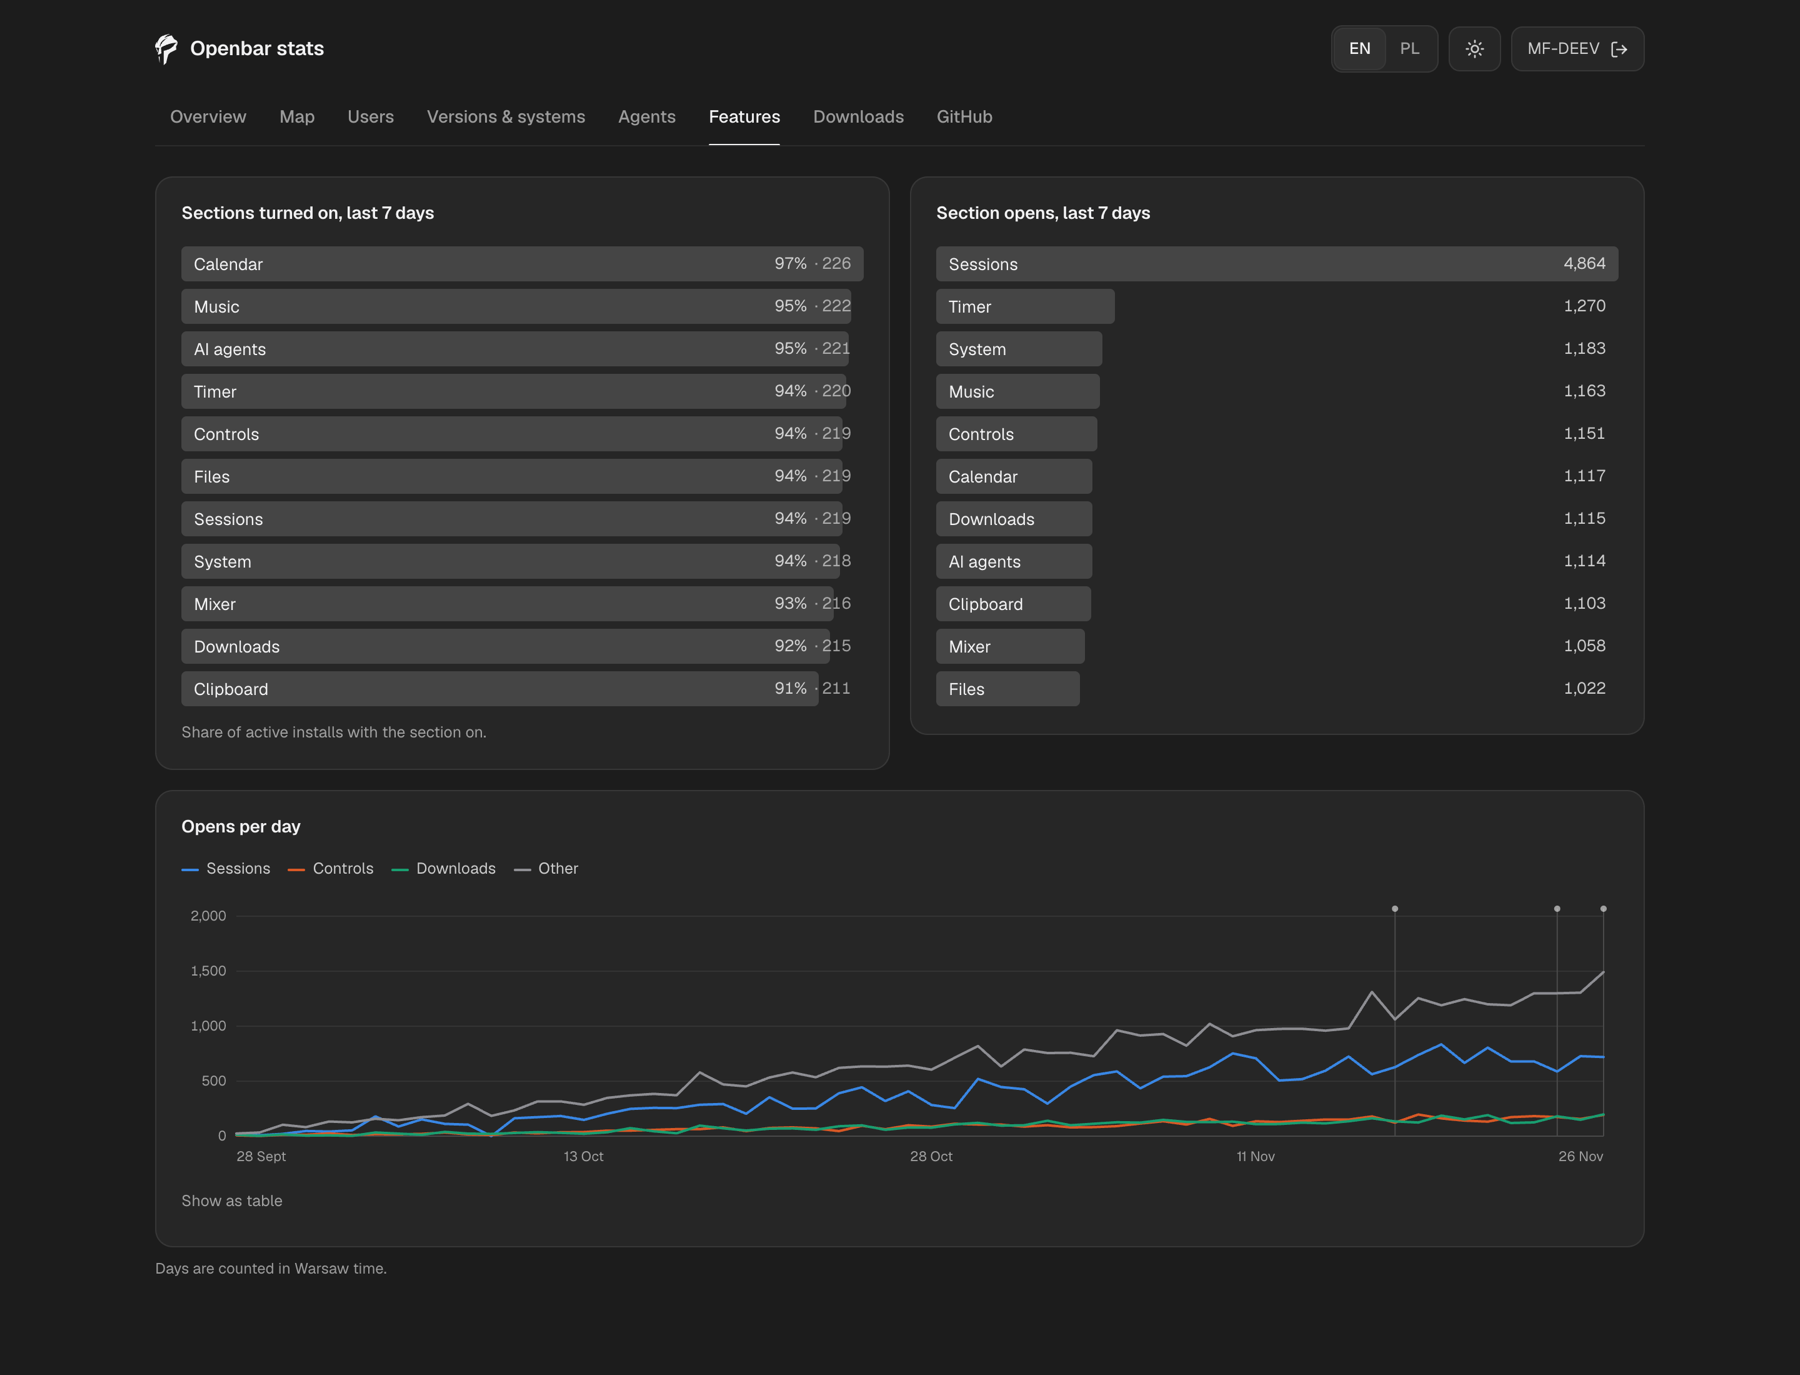 Openbar stats
EN PL MF-DEEV
Overview Map Users Versions & systems Agents Features Downloads GitHub
Sections turned on, last 7 days
Calendar 97% · 226
Music 95% · 222
AI agents 95% · 221
Timer 94% · 220
Controls 94% · 219
Files 94% · 219
Sessions 94% · 219
System 94% · 218
Mixer 93% · 216
Downloads 92% · 215
Clipboard 91% · 211
Share of active installs with the section on.
Section opens, last 7 days
Sessions 4,864
Timer 1,270
System 1,183
Music 1,163
Controls 1,151
Calendar 1,117
Downloads 1,115
AI agents 1,114
Clipboard 1,103
Mixer 1,058
Files 1,022
Opens per day
Sessions Controls Downloads Other
2,000
1,500
1,000
500
0
28 Sept 13 Oct 28 Oct 11 Nov 26 Nov
Show as table
Days are counted in Warsaw time.